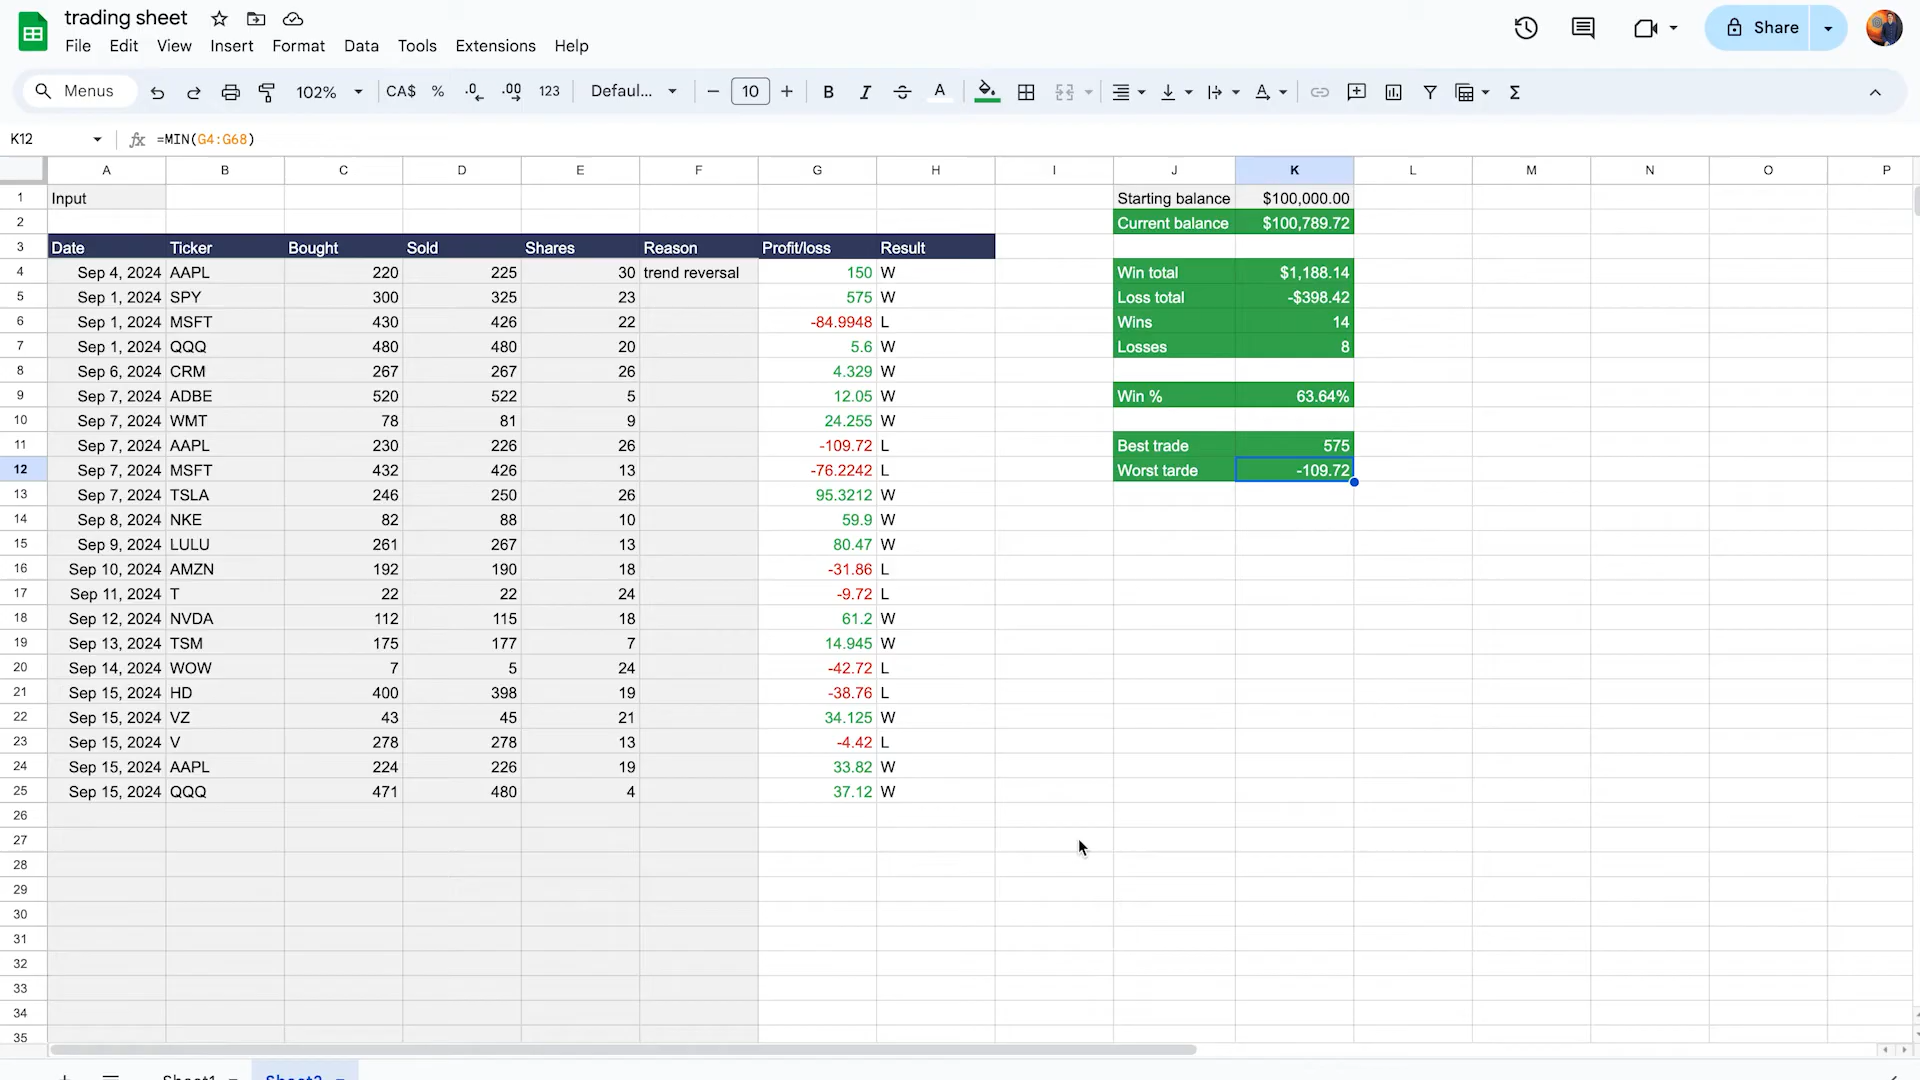 trading sheet
File Edit View Insert Format Data Tools Extensions Help
Share
Menus 102% CA$ % .0 .00 123 Defaul... 10 B I A
K12 fx =MIN(G4:G68)
A B C D E F G H I J K L M N O P
1 Input Starting balance $100,000.00
2 Current balance $100,789.72
3 Date Ticker Bought Sold Shares Reason Profit/loss Result
4 Sep 4, 2024 AAPL 220 225 30 trend reversal 150 W Win total $1,188.14
5 Sep 1, 2024 SPY 300 325 23 575 W Loss total -$398.42
6 Sep 1, 2024 MSFT 430 426 22 -84.9948 L Wins 14
7 Sep 1, 2024 QQQ 480 480 20 5.6 W Losses 8
8 Sep 6, 2024 CRM 267 267 26 4.329 W
9 Sep 7, 2024 ADBE 520 522 5 12.05 W Win % 63.64%
10 Sep 7, 2024 WMT 78 81 9 24.255 W
11 Sep 7, 2024 AAPL 230 226 26 -109.72 L Best trade 575
12 Sep 7, 2024 MSFT 432 426 13 -76.2242 L Worst tarde -109.72
13 Sep 7, 2024 TSLA 246 250 26 95.3212 W
14 Sep 8, 2024 NKE 82 88 10 59.9 W
15 Sep 9, 2024 LULU 261 267 13 80.47 W
16 Sep 10, 2024 AMZN 192 190 18 -31.86 L
17 Sep 11, 2024 T 22 22 24 -9.72 L
18 Sep 12, 2024 NVDA 112 115 18 61.2 W
19 Sep 13, 2024 TSM 175 177 7 14.945 W
20 Sep 14, 2024 WOW 7 5 24 -42.72 L
21 Sep 15, 2024 HD 400 398 19 -38.76 L
22 Sep 15, 2024 VZ 43 45 21 34.125 W
23 Sep 15, 2024 V 278 278 13 -4.42 L
24 Sep 15, 2024 AAPL 224 226 19 33.82 W
25 Sep 15, 2024 QQQ 471 480 4 37.12 W
26
27
28
29
30
31
32
33
34
35
Sheet1 Sheet2